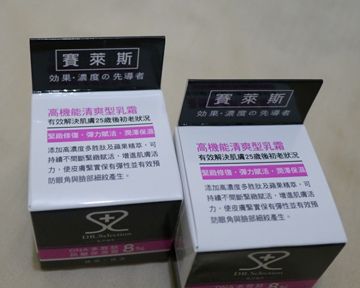 賽萊斯
效果・濃度の先導者
高機能清爽型乳霜
有效解決肌膚25歲後初老狀況
緊緻修復・彈力賦活・潤澤保濕
添加高濃度多胜肽及蘋果精萃，可
持續不間斷緊緻賦活，增進肌膚活
力，使皮膚緊實保有彈性並有效預
防眼角與臉部細紋產生。
DR.Selection
8%
賽萊斯
效果・濃度の先導者
高機能清爽型乳霜
有效解決肌膚25歲後初老狀況
緊緻修復・彈力賦活・潤澤保濕
添加高濃度多胜肽及蘋果精萃，可
持續不間斷緊緻賦活，增進肌膚活
力，使皮膚緊實保有彈性並有效預
防眼角與臉部細紋產生。
DR.Selection
8%